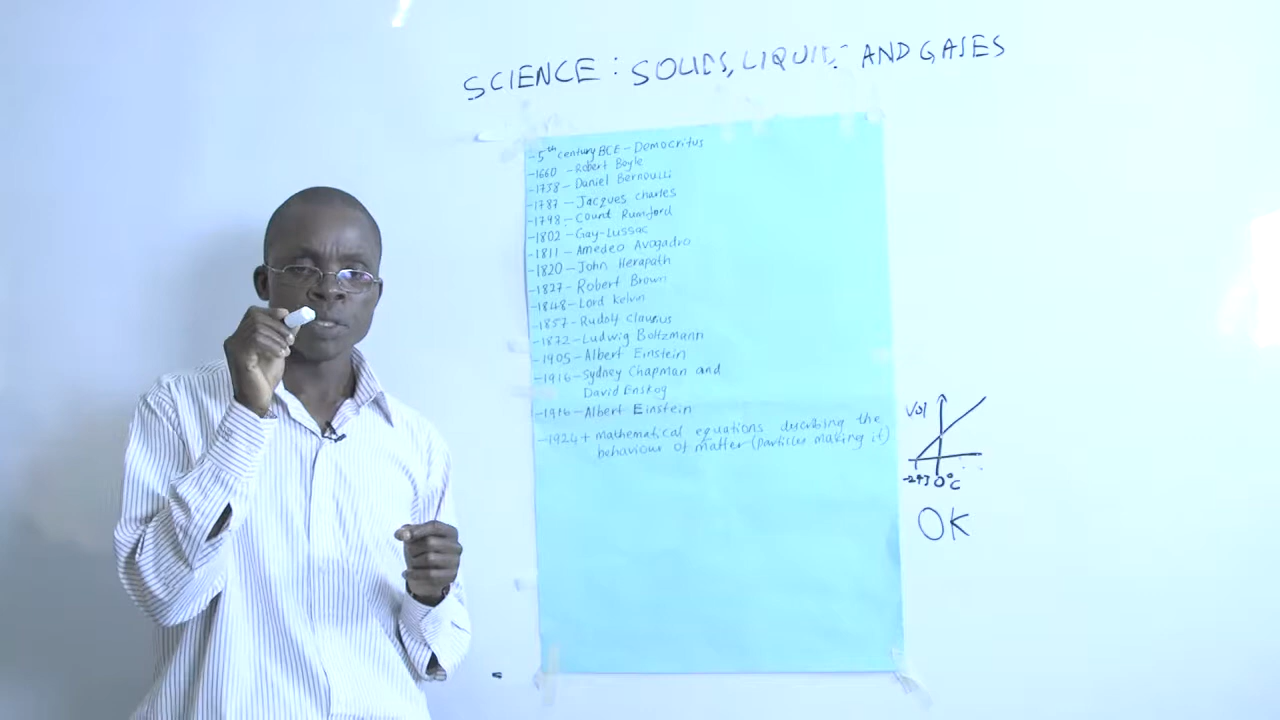 SCIENCE: SOLIDS, LIQUIDS AND GASES
-5th century BCE - Democritus
-1660 - Robert Boyle
-1738 - Daniel Bernoulli
-1787 - Jacques Charles
-1798 - Count Rumford
-1802 - Gay-Lussac
-1811 - Amedeo Avogadro
-1820 - John Herapath
-1827 - Robert Brown
-1848 - Lord Kelvin
-1857 - Rudolf Clausius
-1872 - Ludwig Boltzmann
-1905 - Albert Einstein
-1916 - Sydney Chapman and
David Enskog
-1916 - Albert Einstein
-1924 + mathematical equations describing the
behaviour of matter (particles making it)
Vol
0°C
OK